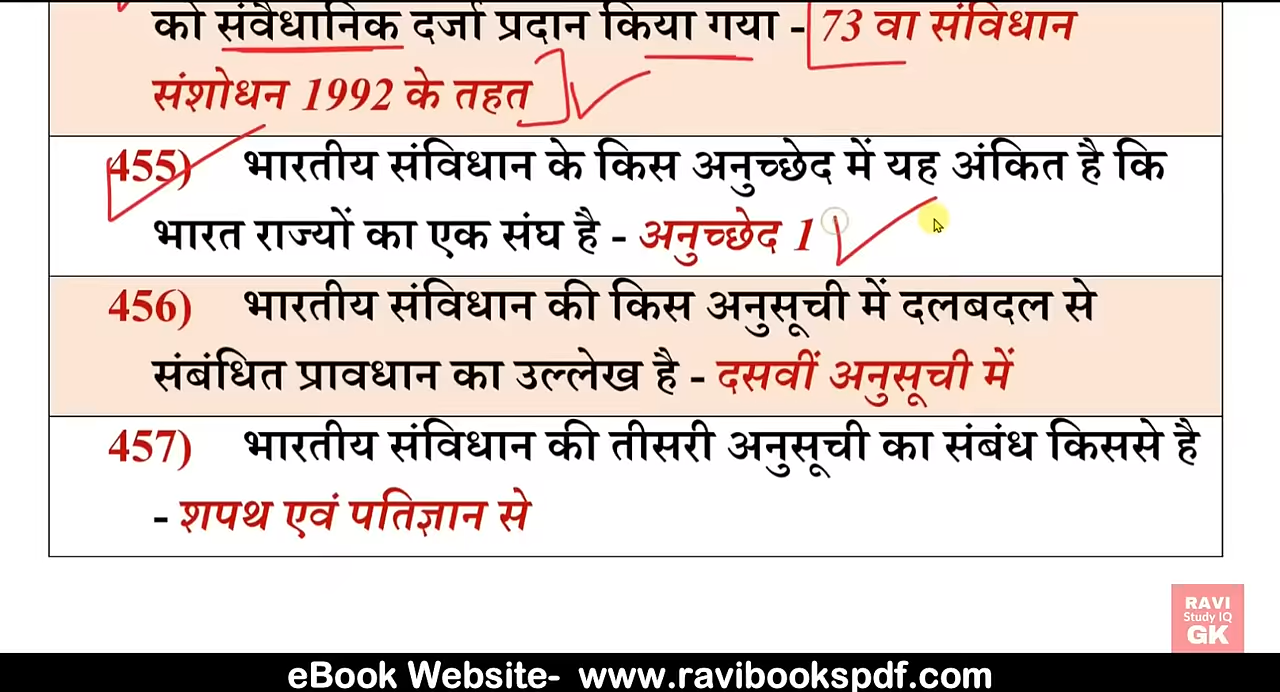 को संवैधानिक दर्जा प्रदान किया गया - 73 वा संविधान
संशोधन 1992 के तहत
455) भारतीय संविधान के किस अनुच्छेद में यह अंकित है कि
भारत राज्यों का एक संघ है - अनुच्छेद 1
456) भारतीय संविधान की किस अनुसूची में दलबदल से
संबंधित प्रावधान का उल्लेख है - दसवीं अनुसूची में
457) भारतीय संविधान की तीसरी अनुसूची का संबंध किससे है
- शपथ एवं पतिज्ञान से
RAVI
Study IQ
GK
eBook Website- www.ravibookspdf.com